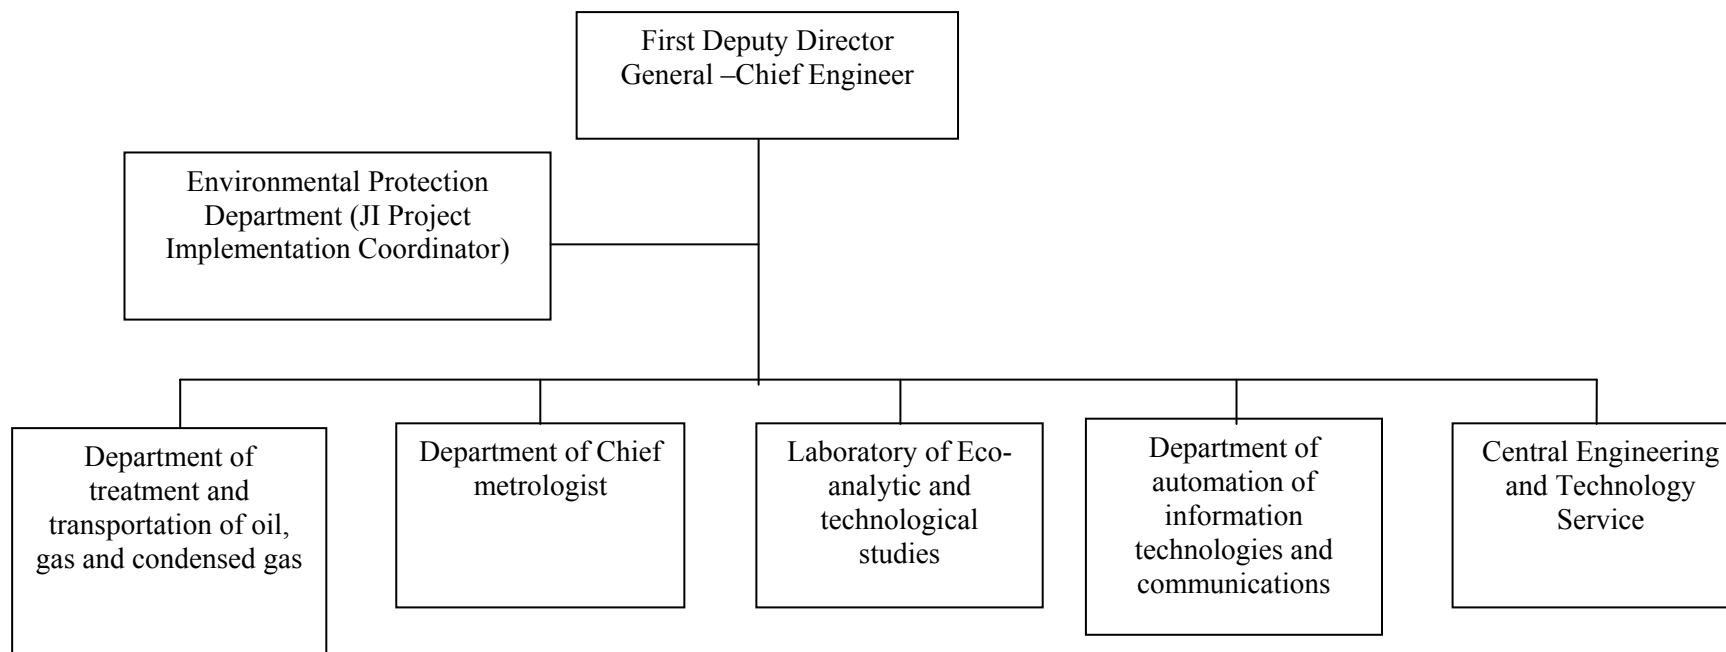 First Deputy Director
General –Chief Engineer
Environmental Protection
Department (JI Project
Implementation Coordinator)
Department of
treatment and
transportation of oil,
gas and condensed gas
Department of Chief
metrologist
Laboratory of Eco-
analytic and
technological
studies
Department of
automation of
information
technologies and
communications
Central Engineering
and Technology
Service